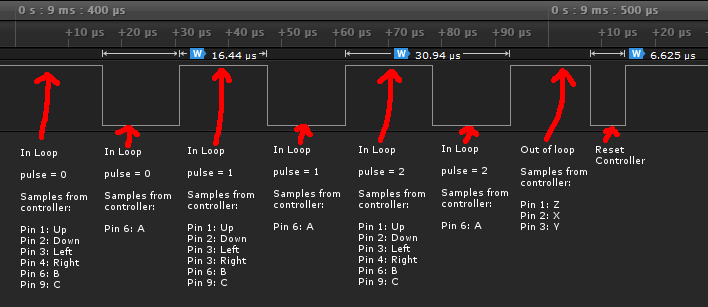 0 s : 9 ms : 400 µs
0 s : 9 ms : 500 µs
+10 µs
+20 µs
+30 µs
+40 µs
+50 µs
+60 µs
+70 µs
+80 µs
+90 µs
+10 µs
+20 µs
W 16.44 µs
W 30.94 µs
W 6.625 µs
In Loop
pulse = 0
Samples from
controller:
Pin 1: Up
Pin 2: Down
Pin 3: Left
Pin 4: Right
Pin 6: B
Pin 9: C
In Loop
pulse = 0
Samples from
controller:
Pin 6: A
In Loop
pulse = 1
Samples from
controller:
Pin 1: Up
Pin 2: Down
Pin 3: Left
Pin 4: Right
Pin 6: B
Pin 9: C
In Loop
pulse = 1
Samples from
controller:
Pin 6: A
In Loop
pulse = 2
Samples from
controller:
Pin 1: Up
Pin 2: Down
Pin 3: Left
Pin 4: Right
Pin 6: B
Pin 9: C
In Loop
pulse = 2
Samples from
controller:
Pin 6: A
Out of loop
Samples from
controller:
Pin 1: Z
Pin 2: X
Pin 3: Y
Reset
Controller